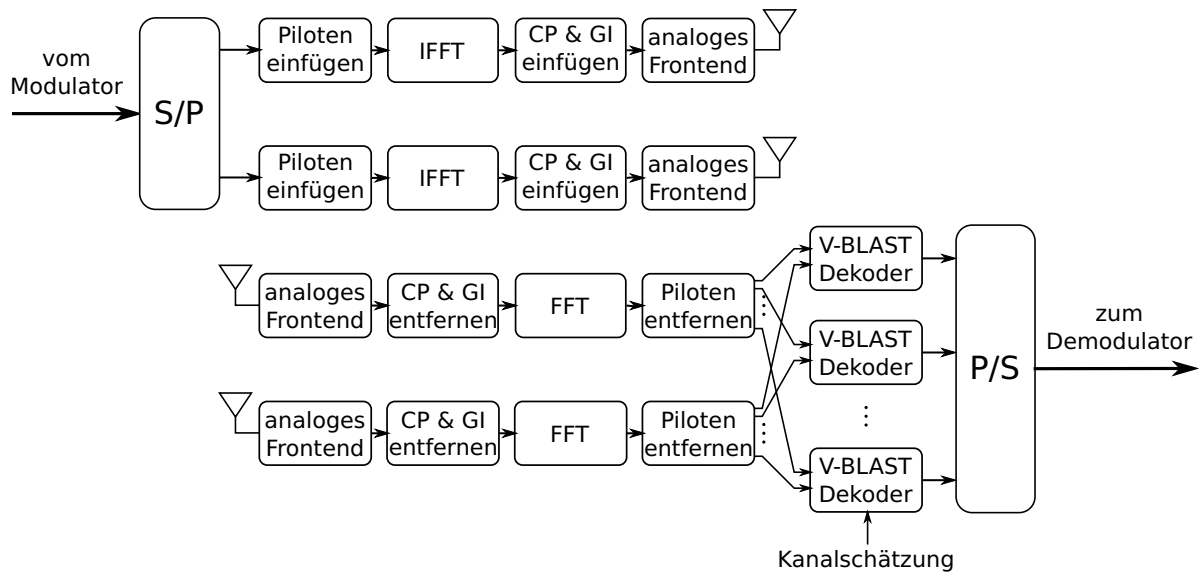 vom
Modulator
S/P
Piloten
einfügen
IFFT
CP & GI
einfügen
analoges
Frontend
Piloten
einfügen
IFFT
CP & GI
einfügen
analoges
Frontend
analoges
Frontend
CP & GI
entfernen
FFT
Piloten
entfernen
analoges
Frontend
CP & GI
entfernen
FFT
Piloten
entfernen
V-BLAST
Dekoder
V-BLAST
Dekoder
V-BLAST
Dekoder
Kanalschätzung
P/S
zum
Demodulator